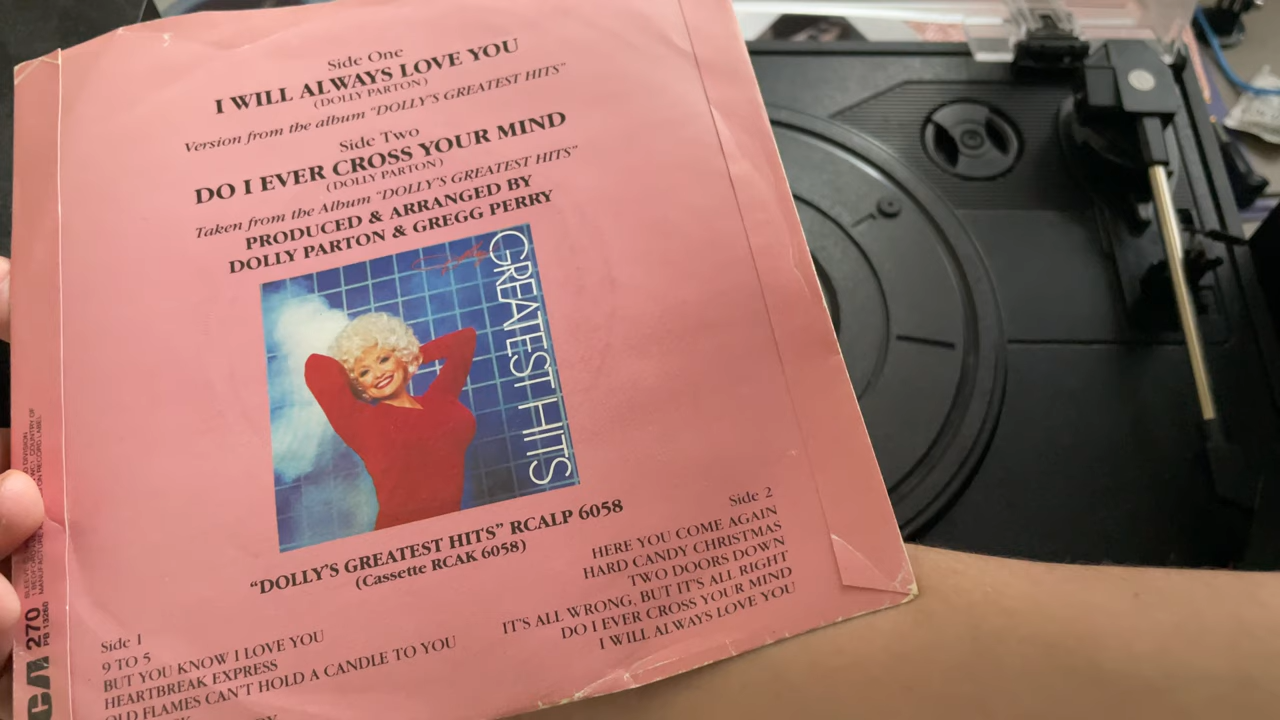 Side One
I WILL ALWAYS LOVE YOU
(DOLLY PARTON)
Version from the album "DOLLY'S GREATEST HITS"
Side Two
DO I EVER CROSS YOUR MIND
(DOLLY PARTON)
Taken from the Album "DOLLY'S GREATEST HITS"
PRODUCED & ARRANGED BY
DOLLY PARTON & GREGG PERRY
Dolly
GREATEST HITS
"DOLLY'S GREATEST HITS" RCALP 6058
(Cassette RCAK 6058)
Side 1
9 TO 5
BUT YOU KNOW I LOVE YOU
HEARTBREAK EXPRESS
OLD FLAMES CAN'T HOLD A CANDLE TO YOU
Side 2
HERE YOU COME AGAIN
HARD CANDY CHRISTMAS
TWO DOORS DOWN
IT'S ALL WRONG, BUT IT'S ALL RIGHT
DO I EVER CROSS YOUR MIND
I WILL ALWAYS LOVE YOU
270
PB 13260